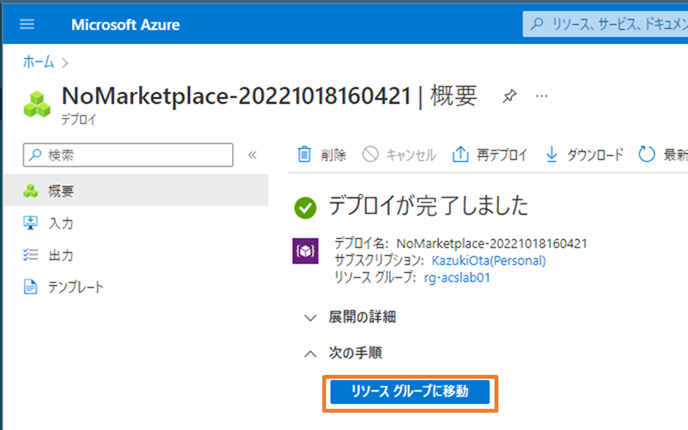 Microsoft Azure
リソース、サービス、ドキュメン
ホーム
NoMarketplace-20221018160421 | 概要
デプロイ
検索
削除 キャンセル 再デプロイ ダウンロード 最新
概要
入力
出力
テンプレート
デプロイが完了しました
デプロイ名: NoMarketplace-20221018160421
サブスクリプション: KazukiOta(Personal)
リソース グループ: rg-acslab01
展開の詳細
次の手順
リソース グループに移動